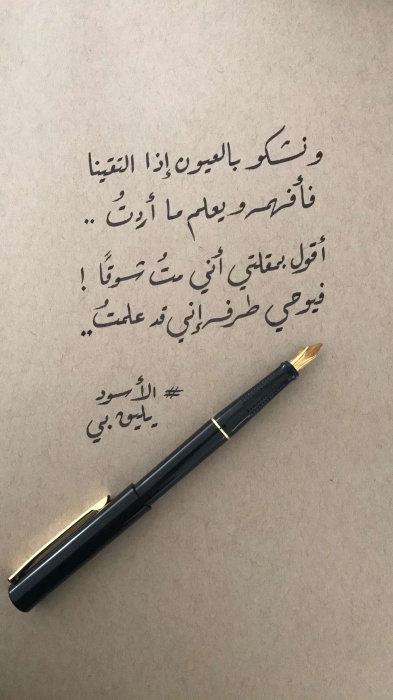 ونشكو بالعيون إذا التقينا
فأفهمه ويعلم ما أردتُ ..
أقول بمقلتي أني متُ شوقًا !
فيوحي طرفه إني قد علمتُ..
# الأسود
يليق بي